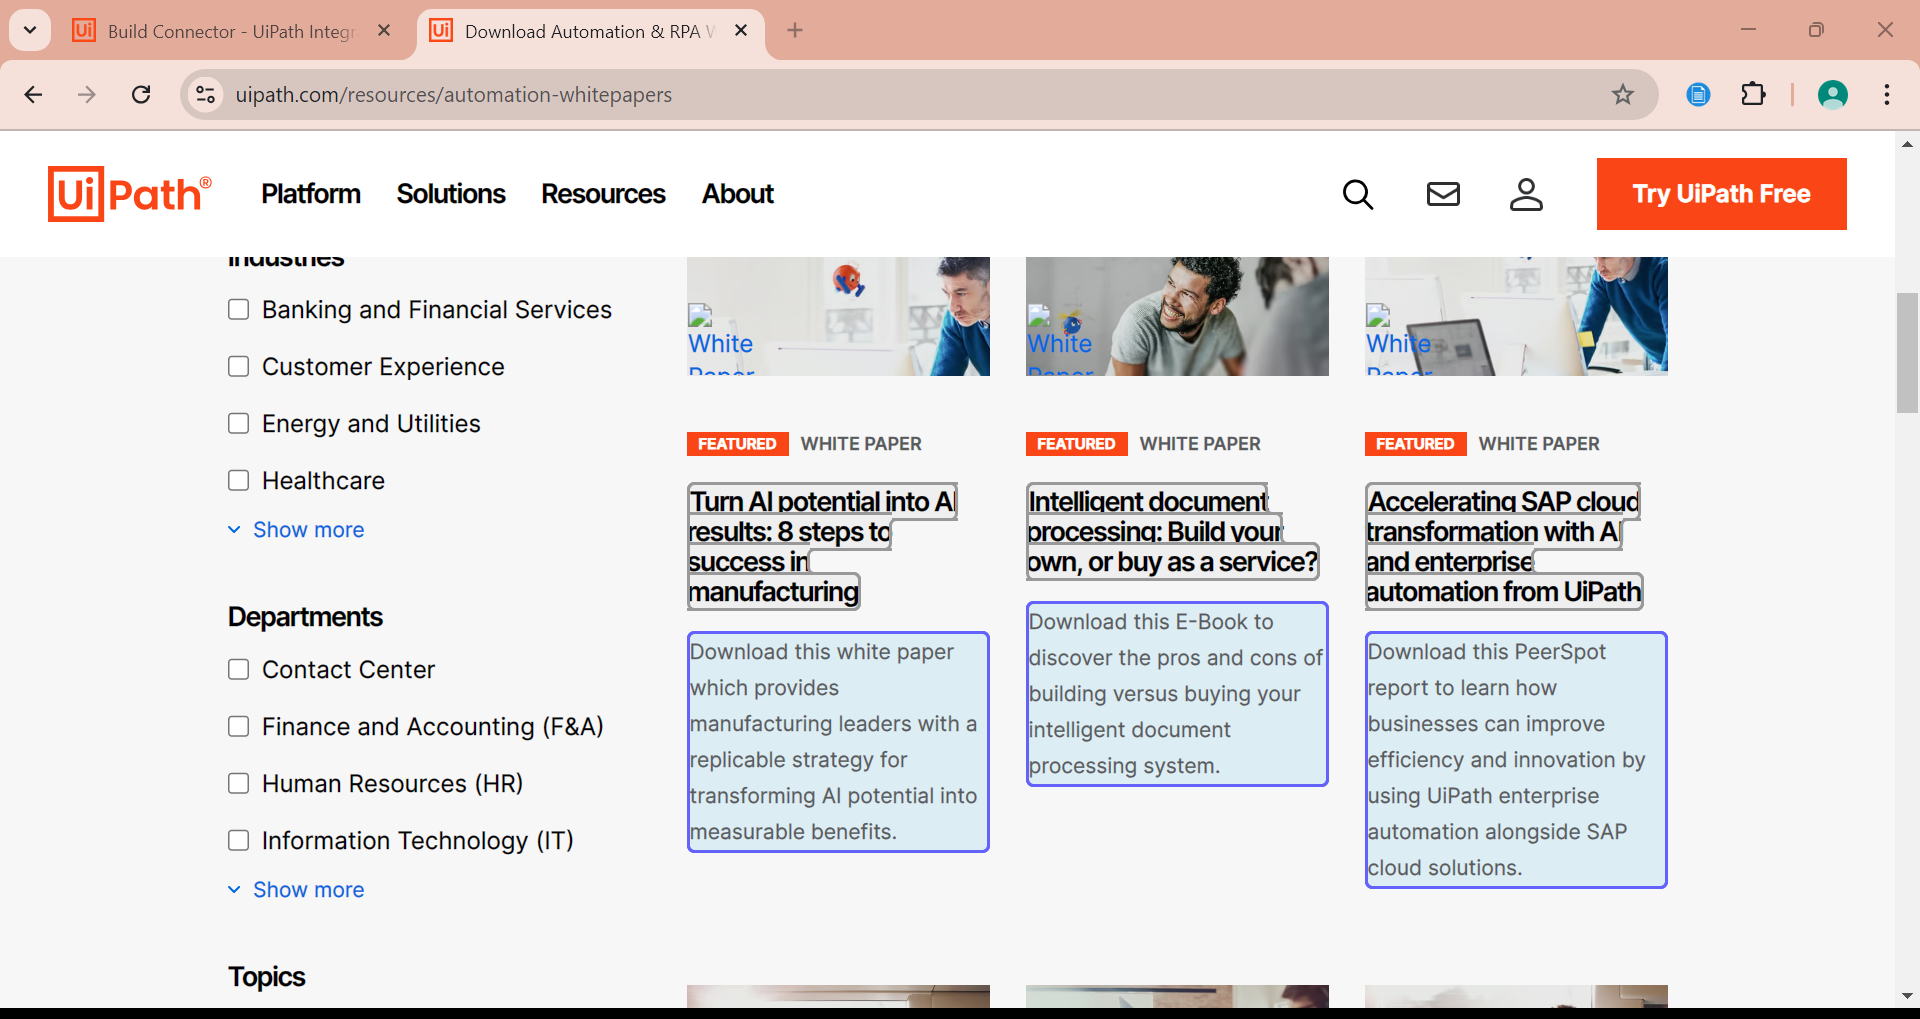 Build Connector - UiPath Integr
Download Automation & RPA W
uipath.com/resources/automation-whitepapers
UiPath®
Platform
Solutions
Resources
About
Try UiPath Free
Industries
Banking and Financial Services
Customer Experience
Energy and Utilities
Healthcare
Show more
Departments
Contact Center
Finance and Accounting (F&A)
Human Resources (HR)
Information Technology (IT)
Show more
Topics
White
Paper
FEATURED WHITE PAPER
Turn AI potential into AI
results: 8 steps to
success in
manufacturing
Download this white paper
which provides
manufacturing leaders with a
replicable strategy for
transforming AI potential into
measurable benefits.
White
Paper
FEATURED WHITE PAPER
Intelligent document
processing: Build your
own, or buy as a service?
Download this E-Book to
discover the pros and cons of
building versus buying your
intelligent document
processing system.
White
Paper
FEATURED WHITE PAPER
Accelerating SAP cloud
transformation with AI
and enterprise
automation from UiPath
Download this PeerSpot
report to learn how
businesses can improve
efficiency and innovation by
using UiPath enterprise
automation alongside SAP
cloud solutions.